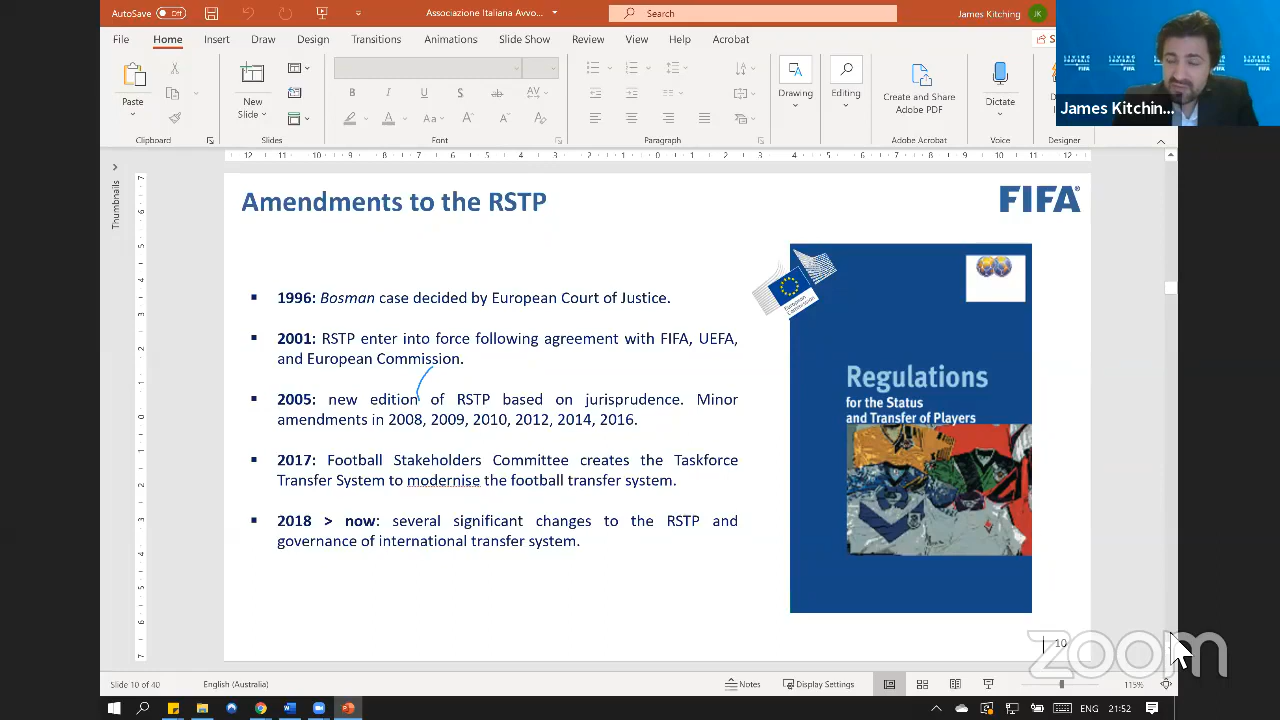 AutoSave Off
Associazione Italiana Avvo...
Search
James Kitching JK
File Home Insert Draw Design Transitions Animations Slide Show Review View Help Acrobat
Paste
New
Slide
Drawing
Editing
Create and Share
Adobe PDF
Dictate
Clipboard
Slides
Font
Paragraph
Adobe Acrobat
Voice
Designer
LIVING FOOTBALL FIFA
James Kitchin...
Thumbnails
Amendments to the RSTP
FIFA
1996: Bosman case decided by European Court of Justice.
2001: RSTP enter into force following agreement with FIFA, UEFA,
and European Commission.
2005: new edition of RSTP based on jurisprudence. Minor
amendments in 2008, 2009, 2010, 2012, 2014, 2016.
2017: Football Stakeholders Committee creates the Taskforce
Transfer System to modernise the football transfer system.
2018 > now: several significant changes to the RSTP and
governance of international transfer system.
European
Commission
Regulations
for the Status
and Transfer of Players
10
zoom
Slide 10 of 40
English (Australia)
Notes
Display Settings
115%
ENG
21:52